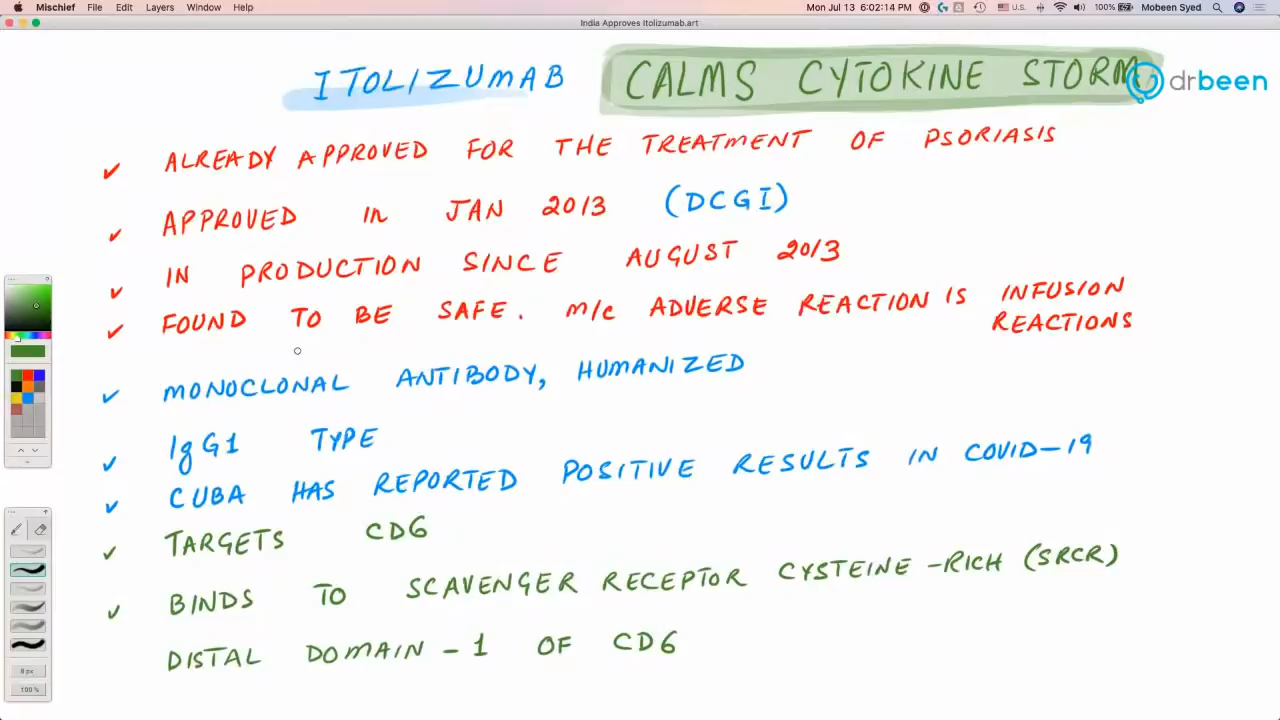 Mischief File Edit Layers Window Help Mon Jul 13 6:02:14 PM U.S. 100% Mobeen Syed
India Approves Itolizumab.art
ITOLIZUMAB CALMS CYTOKINE STORM
drbeen
ALREADY APPROVED FOR THE TREATMENT OF PSORIASIS
APPROVED IN JAN 2013 (DCGI)
IN PRODUCTION SINCE AUGUST 2013
FOUND TO BE SAFE. M/C ADVERSE REACTION IS INFUSION
REACTIONS
MONOCLONAL ANTIBODY, HUMANIZED
IgG1 TYPE
CUBA HAS REPORTED POSITIVE RESULTS IN COVID-19
TARGETS CD6
BINDS TO SCAVENGER RECEPTOR CYSTEINE-RICH (SRCR)
DISTAL DOMAIN-1 OF CD6
8 px
100 %